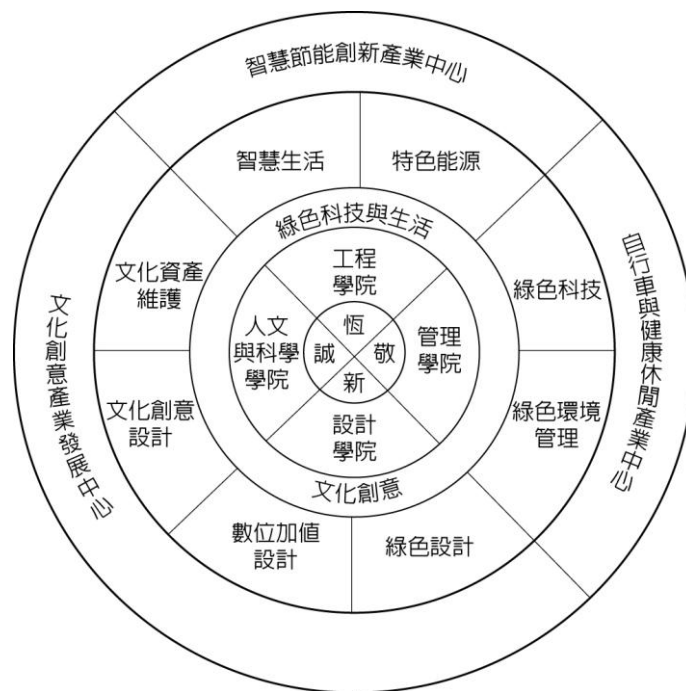 智慧節能創新產業中心
智慧生活
特色能源
綠色科技與生活
文化資產
維護
工程
學院
自行車與健康休閒產業中心
綠色科技
文化創意產業發展中心
人文
與科學
學院
恆
誠
敬
新
管理
學院
文化創意
設計
綠色環境
管理
設計
學院
文化創意
數位加值
設計
綠色設計